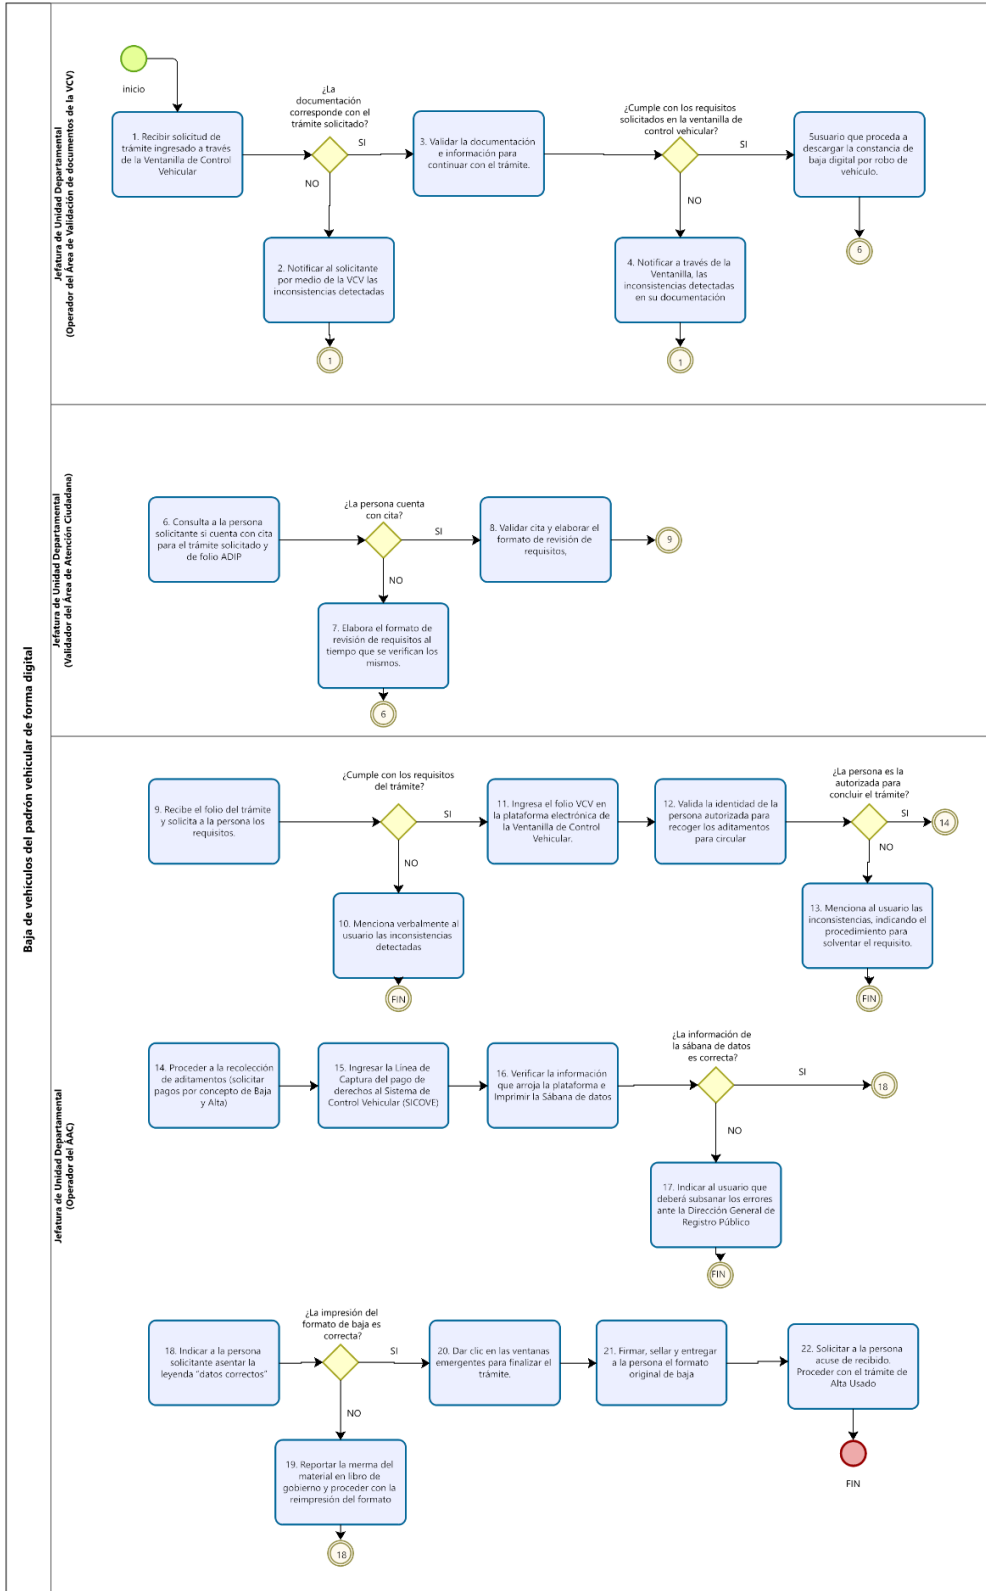 Baja de vehículos del padrón vehicular de forma digital
Jefatura de Unidad Departamental
(Operador del Área de Validación de documentos de la VCV)
inicio
1. Recibir solicitud de
trámite ingresado a través
de la Ventanilla de Control
Vehicular
¿La
documentación
corresponde con el
trámite solicitado?
SI
NO
2. Notificar al solicitante
por medio de la VCV las
inconsistencias detectadas
1
3. Validar la documentación
e información para
continuar con el trámite.
¿Cumple con los requisitos
solicitados en la ventanilla de
control vehicular?
SI
NO
4. Notificar a través de la
Ventanilla, las
inconsistencias detectadas
en su documentación
1
5usuario que proceda a
descargar la constancia de
baja digital por robo de
vehículo.
6
Jefatura de Unidad Departamental
(Validador del Área de Atención Ciudadana)
6. Consulta a la persona
solicitante si cuenta con cita
para el trámite solicitado y
de folio ADIP
¿La persona cuenta
con cita?
SI
NO
7. Elabora el formato de
revisión de requisitos al
tiempo que se verifican los
mismos.
6
8. Validar cita y elaborar el
formato de revisión de
requisitos,
9
Jefatura de Unidad Departamental
(Operador del ÁAC)
9. Recibe el folio del trámite
y solicita a la persona los
requisitos.
¿Cumple con los requisitos
del trámite?
SI
NO
10. Menciona verbalmente al
usuario las inconsistencias
detectadas
FIN
11. Ingresa el folio VCV en
la plataforma electrónica de
la Ventanilla de Control
Vehicular.
12. Valida la identidad de la
persona autorizada para
recoger los aditamentos
para circular
¿La persona es la
autorizada para
concluir el trámite?
SI
14
NO
13. Menciona al usuario las
inconsistencias, indicando el
procedimiento para
solventar el requisito.
FIN
14. Proceder a la recolección
de aditamentos (solicitar
pagos por concepto de Baja
y Alta)
15. Ingresar la Línea de
Captura del pago de
derechos al Sistema de
Control Vehicular (SICOVE)
16. Verificar la información
que arroja la plataforma e
Imprimir la Sábana de datos
¿La información de
la sábana de datos
es correcta?
SI
18
NO
17. Indicar al usuario que
deberá subsanar los errores
ante la Dirección General de
Registro Público
FIN
18. Indicar a la persona
solicitante asentar la
leyenda "datos correctos"
¿La impresión del
formato de baja es
correcta?
SI
NO
19. Reportar la merma del
material en libro de
gobierno y proceder con la
reimpresión del formato
18
20. Dar clic en las ventanas
emergentes para finalizar el
trámite.
21. Firmar, sellar y entregar
a la persona el formato
original de baja
22. Solicitar a la persona
acuse de recibido.
Proceder con el trámite de
Alta Usado
FIN